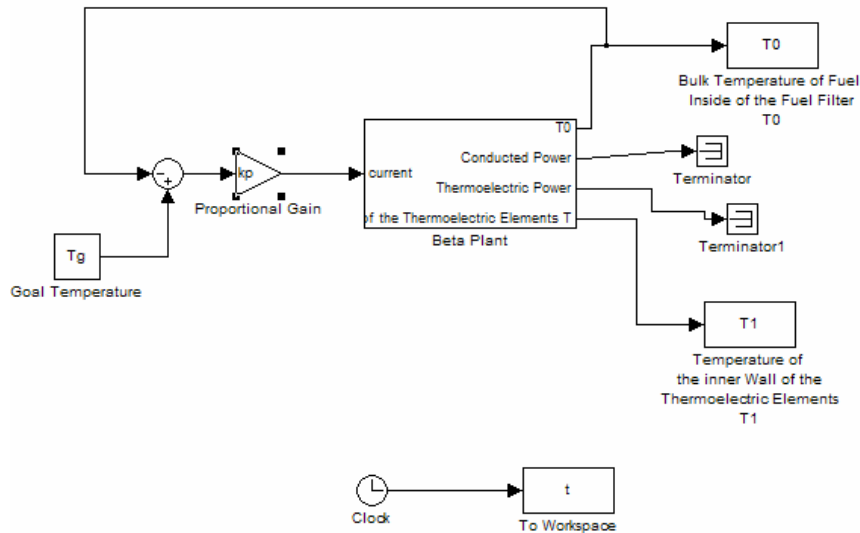 T0
Bulk Temperature of Fuel
Inside of the Fuel Filter
T0
T0
Conducted Power
current
Thermoelectric Power
of the Thermoelectric Elements T
Beta Plant
Terminator
Terminator1
-
+
kp
Proportional Gain
Tg
Goal Temperature
T1
Temperature of
the inner Wall of the
Thermoelectric Elements
T1
Clock
t
To Workspace